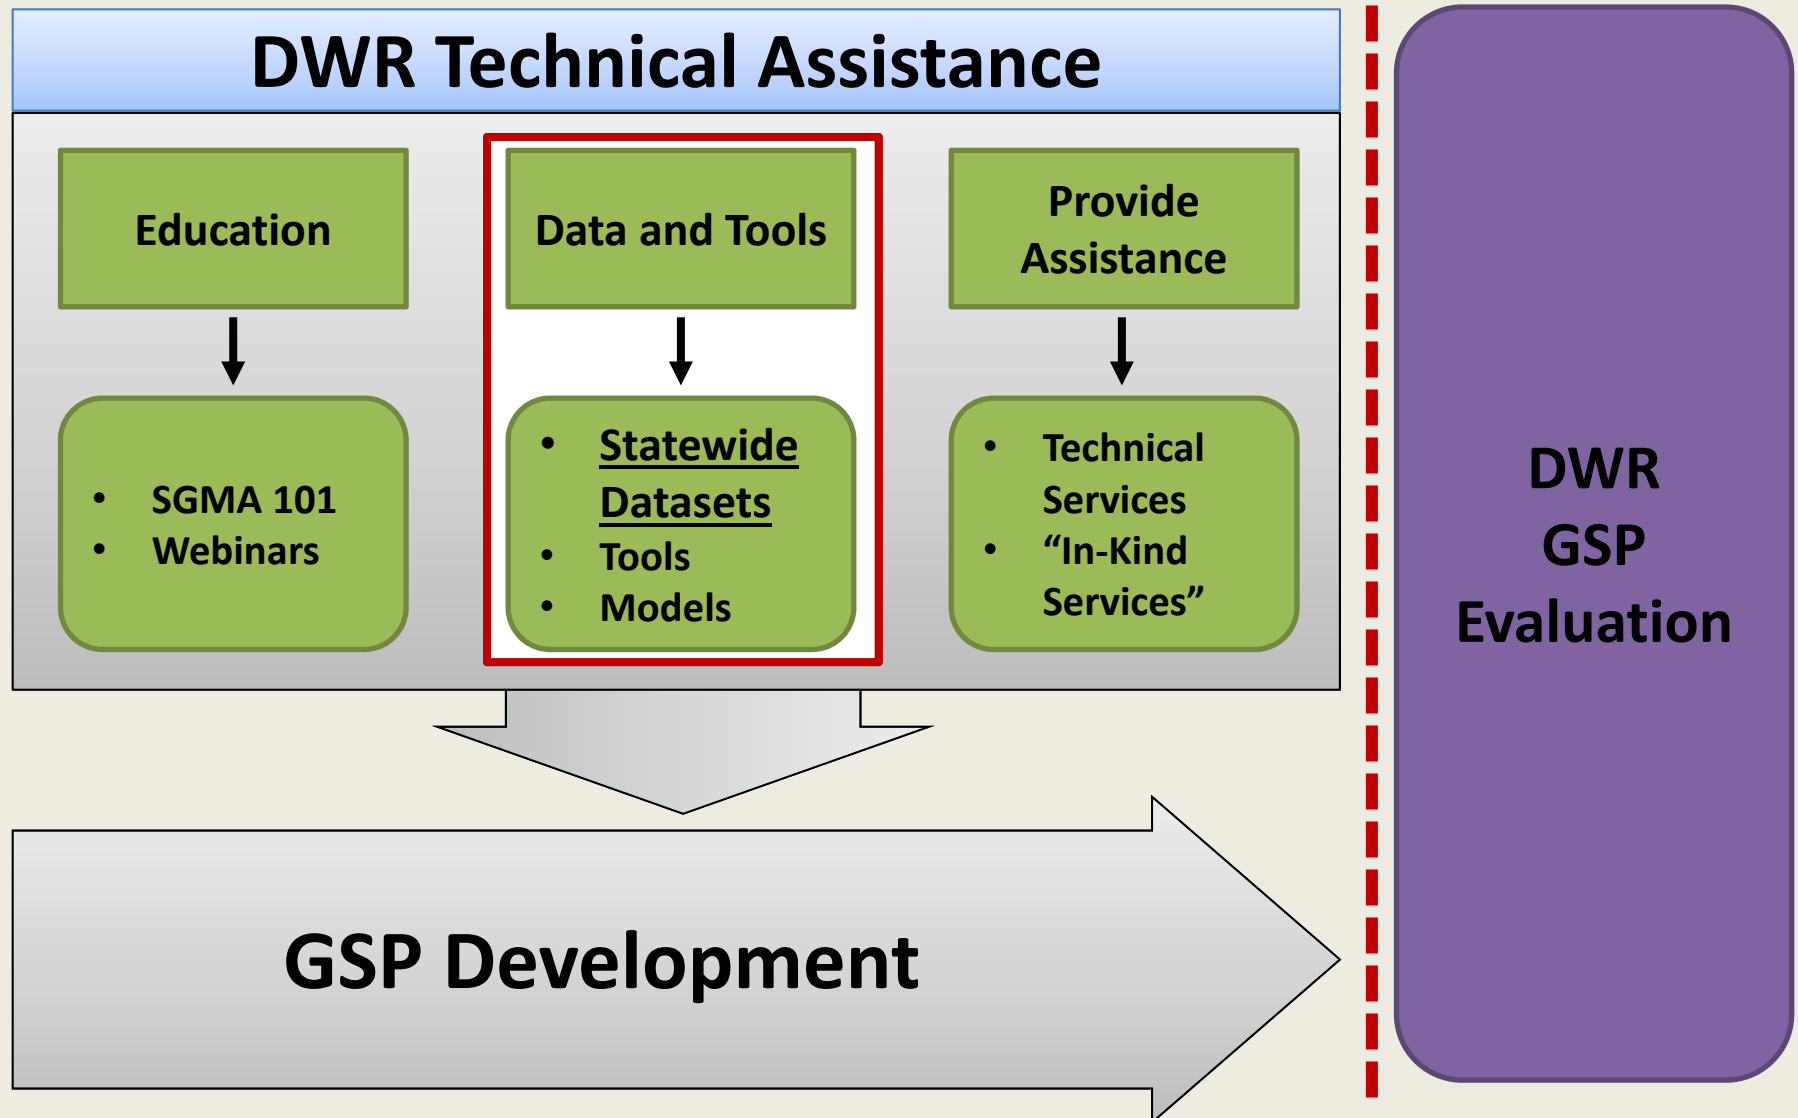 DWR Technical Assistance
Education
• SGMA 101
• Webinars
Data and Tools
• Statewide
Datasets
• Tools
• Models
Provide
Assistance
• Technical
Services
• “In-Kind
Services”
GSP Development
DWR
GSP
Evaluation